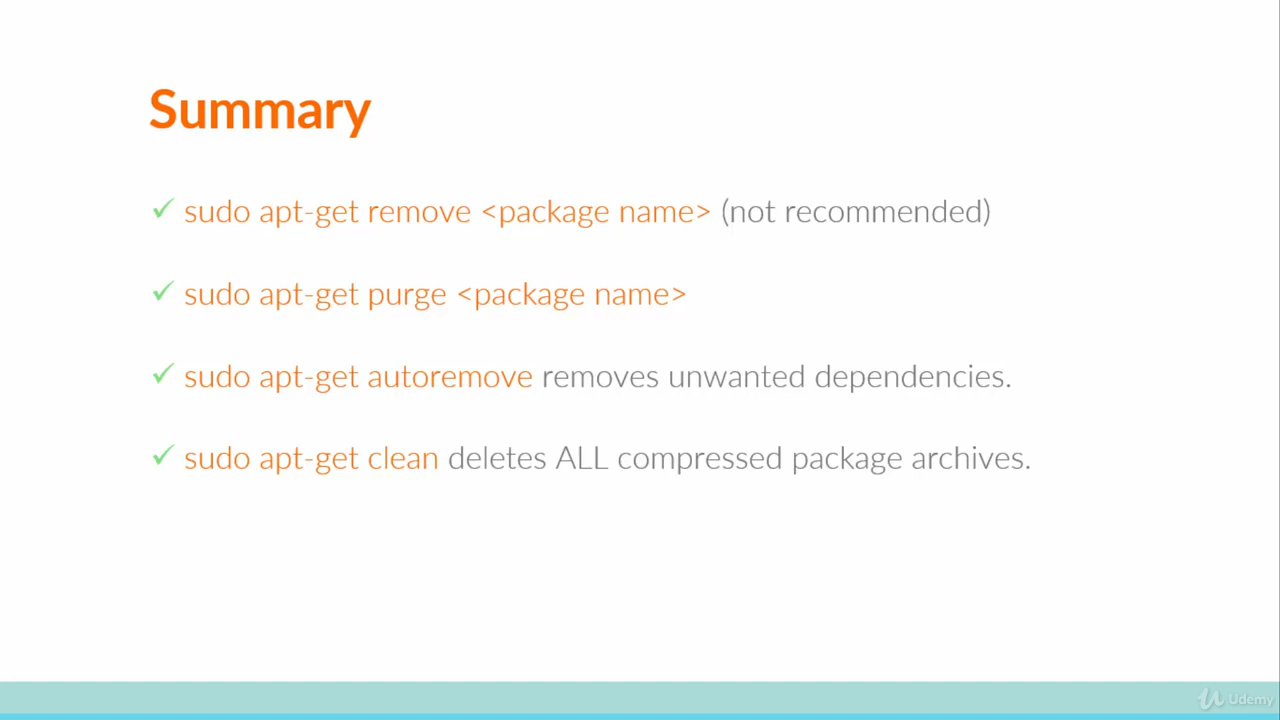 Summary
✓ sudo apt-get remove <package name> (not recommended)
✓ sudo apt-get purge <package name>
✓ sudo apt-get autoremove removes unwanted dependencies.
✓ sudo apt-get clean deletes ALL compressed package archives.
Udemy